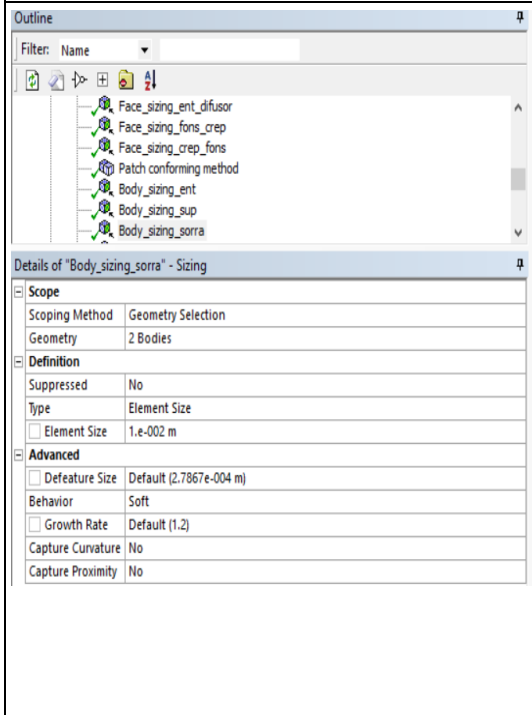 Outline
Filter: Name
Face_sizing_ent_difusor
Face_sizing_fons_crep
Face_sizing_crep_fons
Patch conforming method
Body_sizing_ent
Body_sizing_sup
Body_sizing_sorra
Details of "Body_sizing_sorra" - Sizing
Scope
Scoping Method Geometry Selection
Geometry 2 Bodies
Definition
Suppressed No
Type Element Size
Element Size 1.e-002 m
Advanced
Defeature Size Default (2.7867e-004 m)
Behavior Soft
Growth Rate Default (1.2)
Capture Curvature No
Capture Proximity No